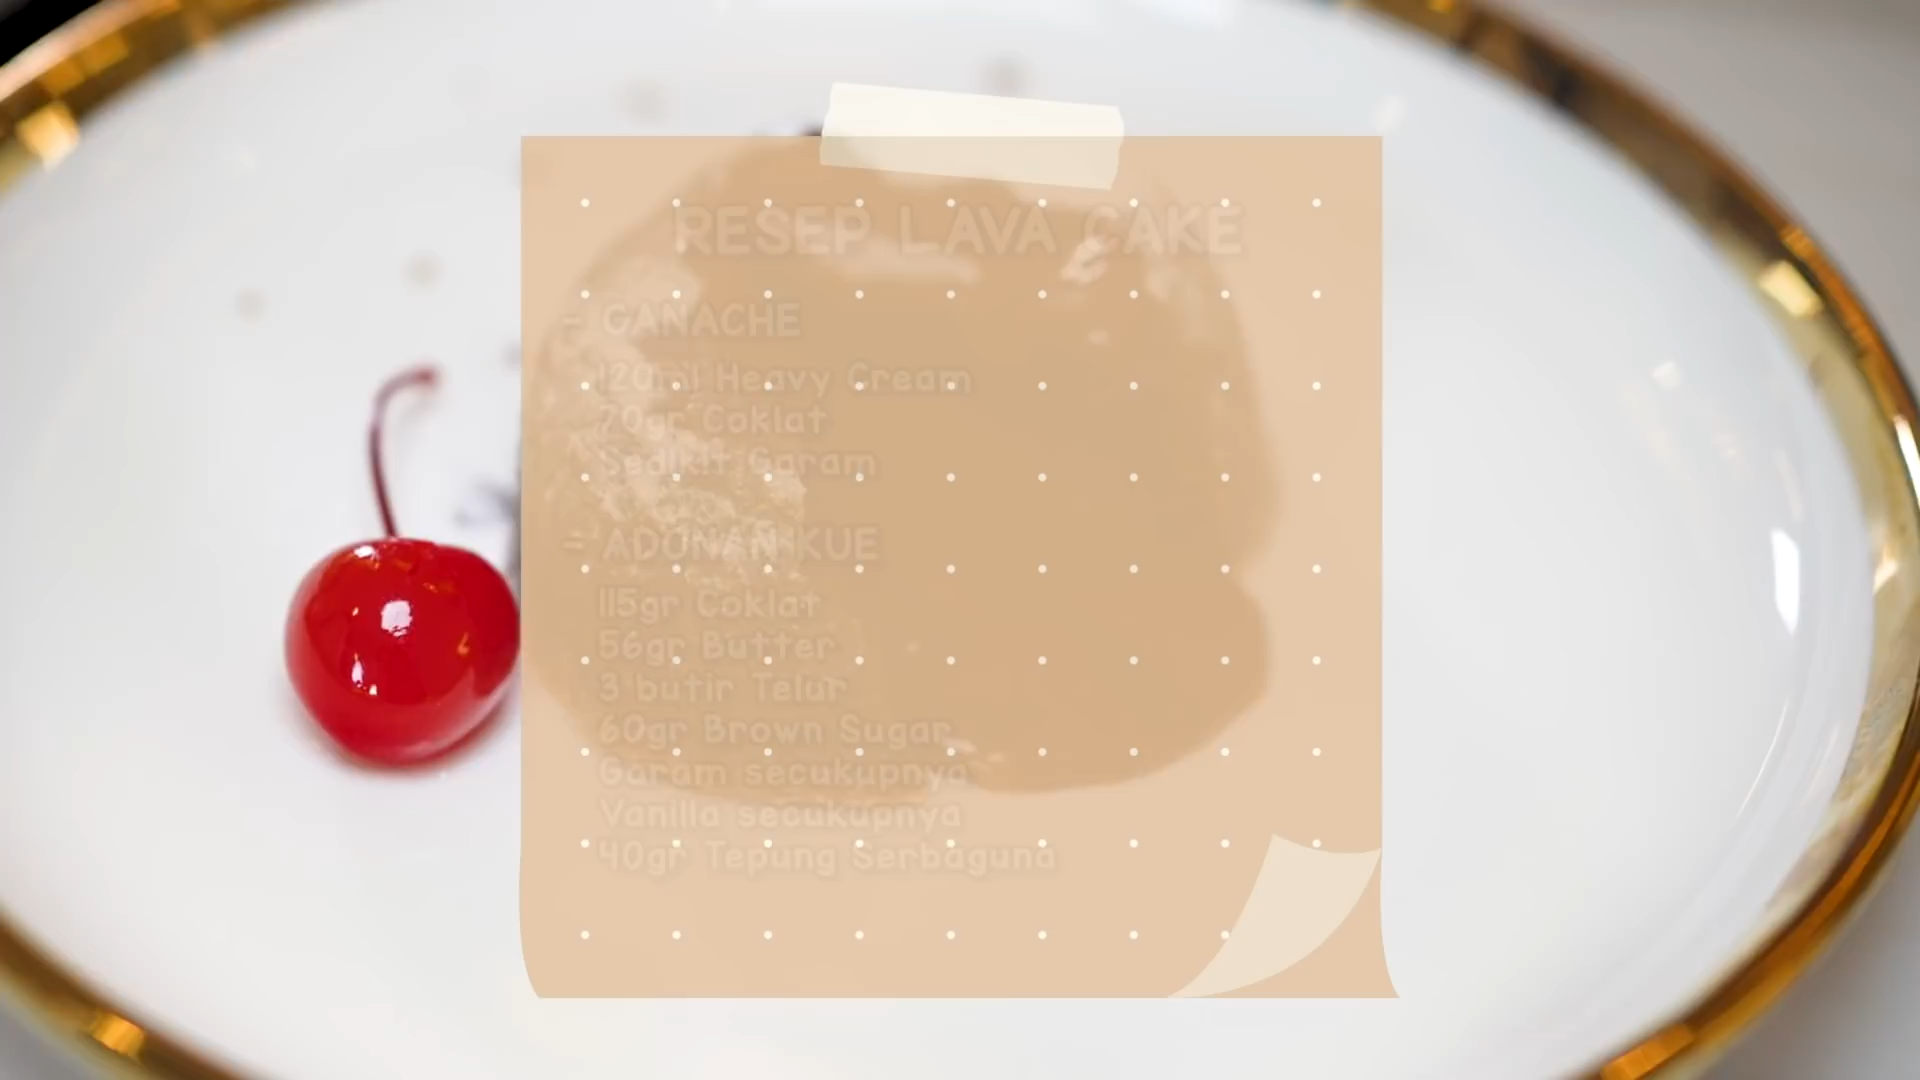 RESEP LAVA CAKE
- GANACHE
120ml Heavy Cream
70gr Coklat
Sedikit Garam
- ADONAN KUE
115gr Coklat
56gr Butter
3 butir Telur
60gr Brown Sugar
Garam secukupnya
Vanilla secukupnya
40gr Tepung Serbaguna